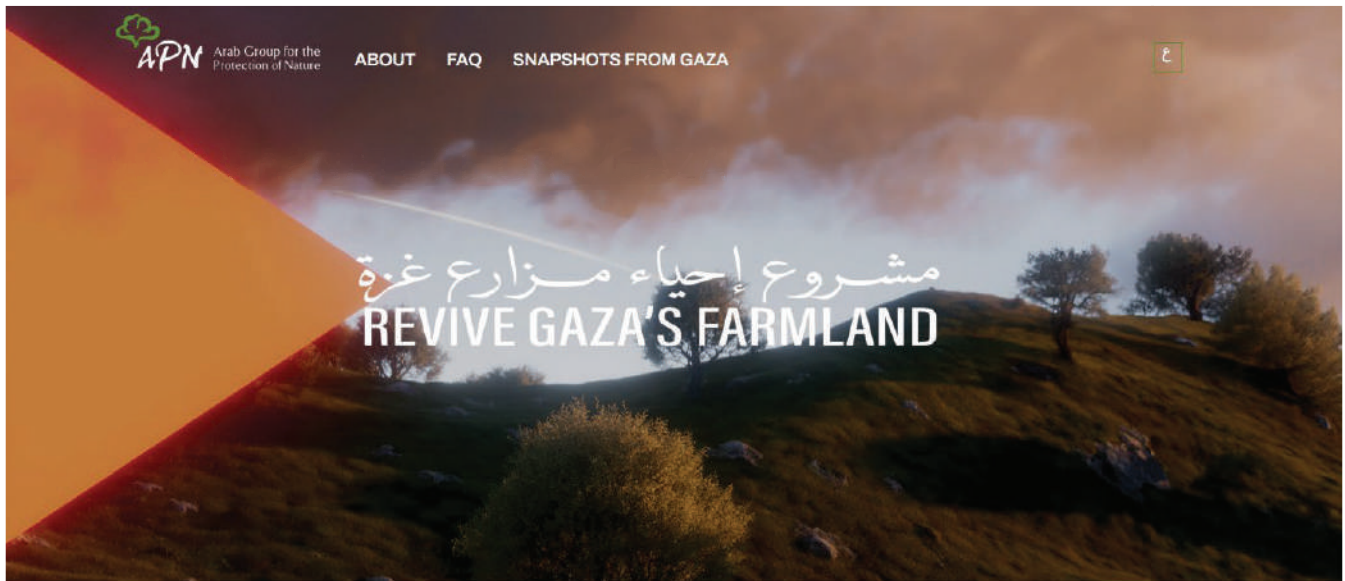 APN
Arab Group for the
Protection of Nature
ABOUT
FAQ
SNAPSHOTS FROM GAZA
ع
مشروع إحياء مزارع غزة
REVIVE GAZA'S FARMLAND